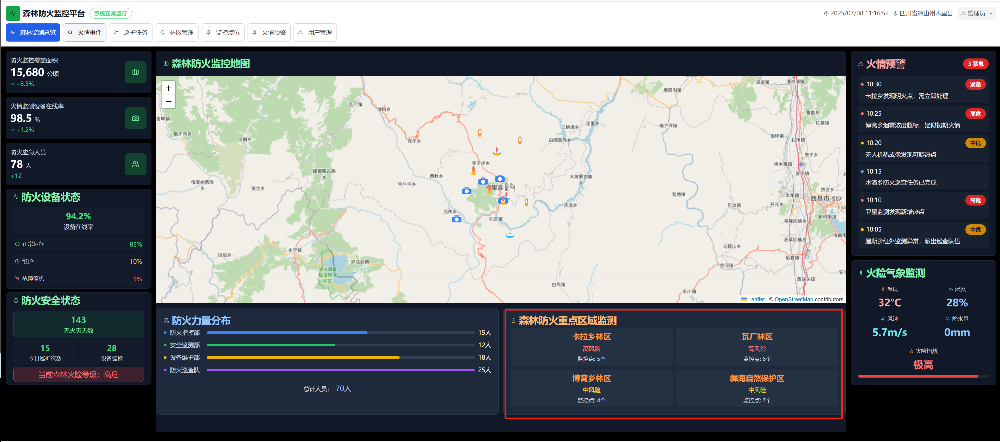 森林防火监控平台 系统正常运行
2025/07/08 11:16:52 四川省凉山州木里县 管理员
森林监测总览 火情事件 巡护任务 林区管理 监控点位 火情预警 用户管理
防火监控覆盖面积
15,680 公顷
+8.3%
火情监测设备在线率
98.5 %
+1.2%
防火应急人员
78 人
+12
防火设备状态
94.2%
设备在线率
正常运行 85%
维护中 10%
故障停机 5%
防火安全状态
143
无火灾天数
15
今日巡护次数
28
设备巡检
当前森林火险等级：高危
森林防火监控地图
+
−
泽远镇
漫水湾镇
磨房沟镇
瓦厂镇
博科乡
鲁基乡
吉呷镇
红莫镇
洼里乡
三桷垭乡
梅子坪镇
俄牙同乡
宁朗乡
克尔乡
白碉苗族乡
琅环镇
礼州镇
李子乡
李子坪乡
樟木箐镇
屋脚蒙古族
乡
西秋乡
大坡蒙古族
乡
安宁镇
俄亚纳西族
乡
牦牛坪乡
依吉乡
四合乡
官地镇
太和镇
西昌市
沃底乡
巴汝镇
开元乡
后所乡
列瓦镇
新村街道
裕隆回族乡
海南街
高草回族乡
马鞍山乡
永宁镇
拉伯乡
泸沽湖镇
佑君镇
泸沽湖省
级自然保
护区
金河镇
黄联关镇
白乌镇
平川镇
Leaflet | © OpenStreetMap contributors
防火力量分布
防火指挥部 15人
安全监测部 12人
设备维护部 18人
防火巡查队 25人
总计人员： 70人
森林防火重点区域监测
卡拉乡林区
高风险
监控点: 5个
瓦厂林区
高风险
监控点: 6个
博窝乡林区
中风险
监控点: 4个
彝海自然保护区
中风险
监控点: 7个
火情预警 3 紧急
10:30 紧急
卡拉乡发现明火点，需立即处理
10:25 高危
博窝乡烟雾浓度超标，疑似初期火情
10:20 中危
无人机热成像发现可疑热点
10:15
水洛乡防火巡查任务已完成
10:10 高危
卫星监测发现新增热点
10:05 中危
屋斯乡红外监测异常，派出巡查队伍
火险气象监测
温度
32°C
湿度
28%
风速
5.7m/s
降水量
0mm
火险指数
极高